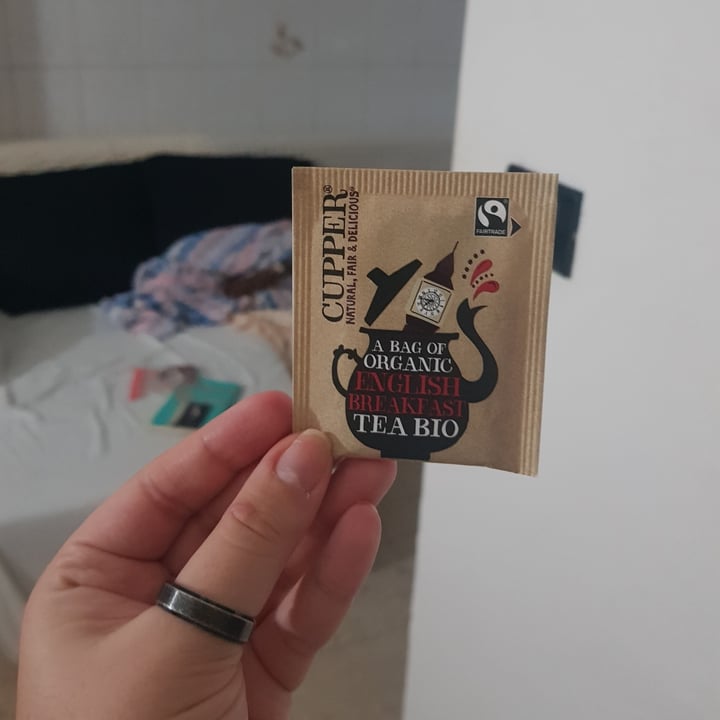 CUPPER®
NATURAL, FAIR & DELICIOUS®
FAIRTRADE
A BAG OF
ORGANIC
ENGLISH
BREAKFAST
TEA BIO